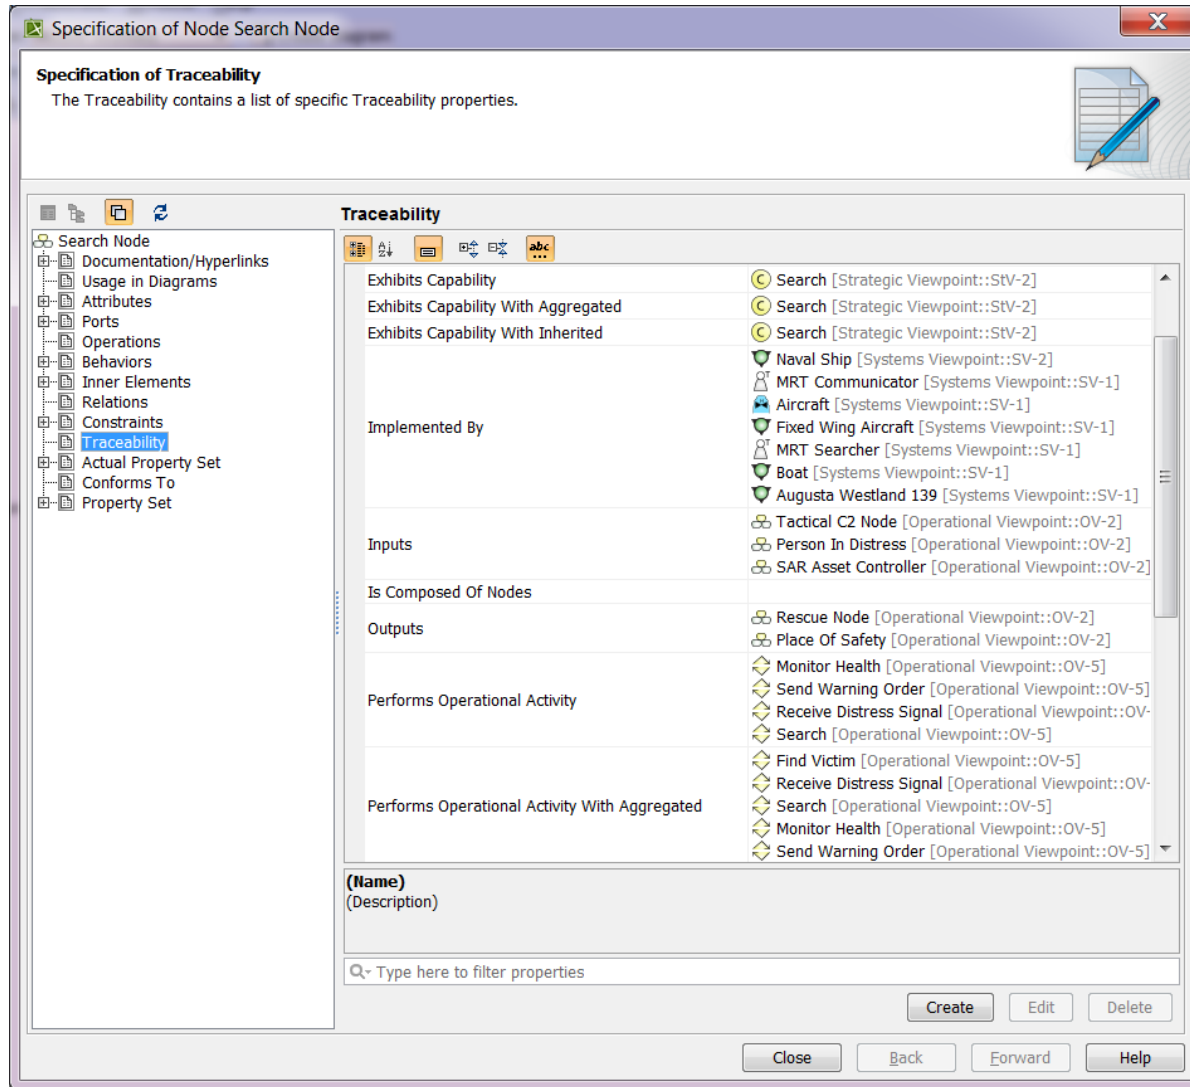 Specification of Node Search Node
Specification of Traceability
The Traceability contains a list of specific Traceability properties.
Traceability
Search Node
Documentation/Hyperlinks
Usage in Diagrams
Attributes
Ports
Operations
Behaviors
Inner Elements
Relations
Constraints
Traceability
Actual Property Set
Conforms To
Property Set
Exhibits Capability
Search [Strategic Viewpoint::StV-2]
Exhibits Capability With Aggregated
Search [Strategic Viewpoint::StV-2]
Exhibits Capability With Inherited
Search [Strategic Viewpoint::StV-2]
Implemented By
Naval Ship [Systems Viewpoint::SV-2]
MRT Communicator [Systems Viewpoint::SV-1]
Aircraft [Systems Viewpoint::SV-1]
Fixed Wing Aircraft [Systems Viewpoint::SV-1]
MRT Searcher [Systems Viewpoint::SV-1]
Boat [Systems Viewpoint::SV-1]
Augusta Westland 139 [Systems Viewpoint::SV-1]
Inputs
Tactical C2 Node [Operational Viewpoint::OV-2]
Person In Distress [Operational Viewpoint::OV-2]
SAR Asset Controller [Operational Viewpoint::OV-2]
Is Composed Of Nodes
Outputs
Rescue Node [Operational Viewpoint::OV-2]
Place Of Safety [Operational Viewpoint::OV-2]
Performs Operational Activity
Monitor Health [Operational Viewpoint::OV-5]
Send Warning Order [Operational Viewpoint::OV-5]
Receive Distress Signal [Operational Viewpoint::OV-
Search [Operational Viewpoint::OV-5]
Performs Operational Activity With Aggregated
Find Victim [Operational Viewpoint::OV-5]
Receive Distress Signal [Operational Viewpoint::OV-
Search [Operational Viewpoint::OV-5]
Monitor Health [Operational Viewpoint::OV-5]
Send Warning Order [Operational Viewpoint::OV-5]
(Name)
(Description)
Type here to filter properties
Create Edit Delete
Close Back Forward Help